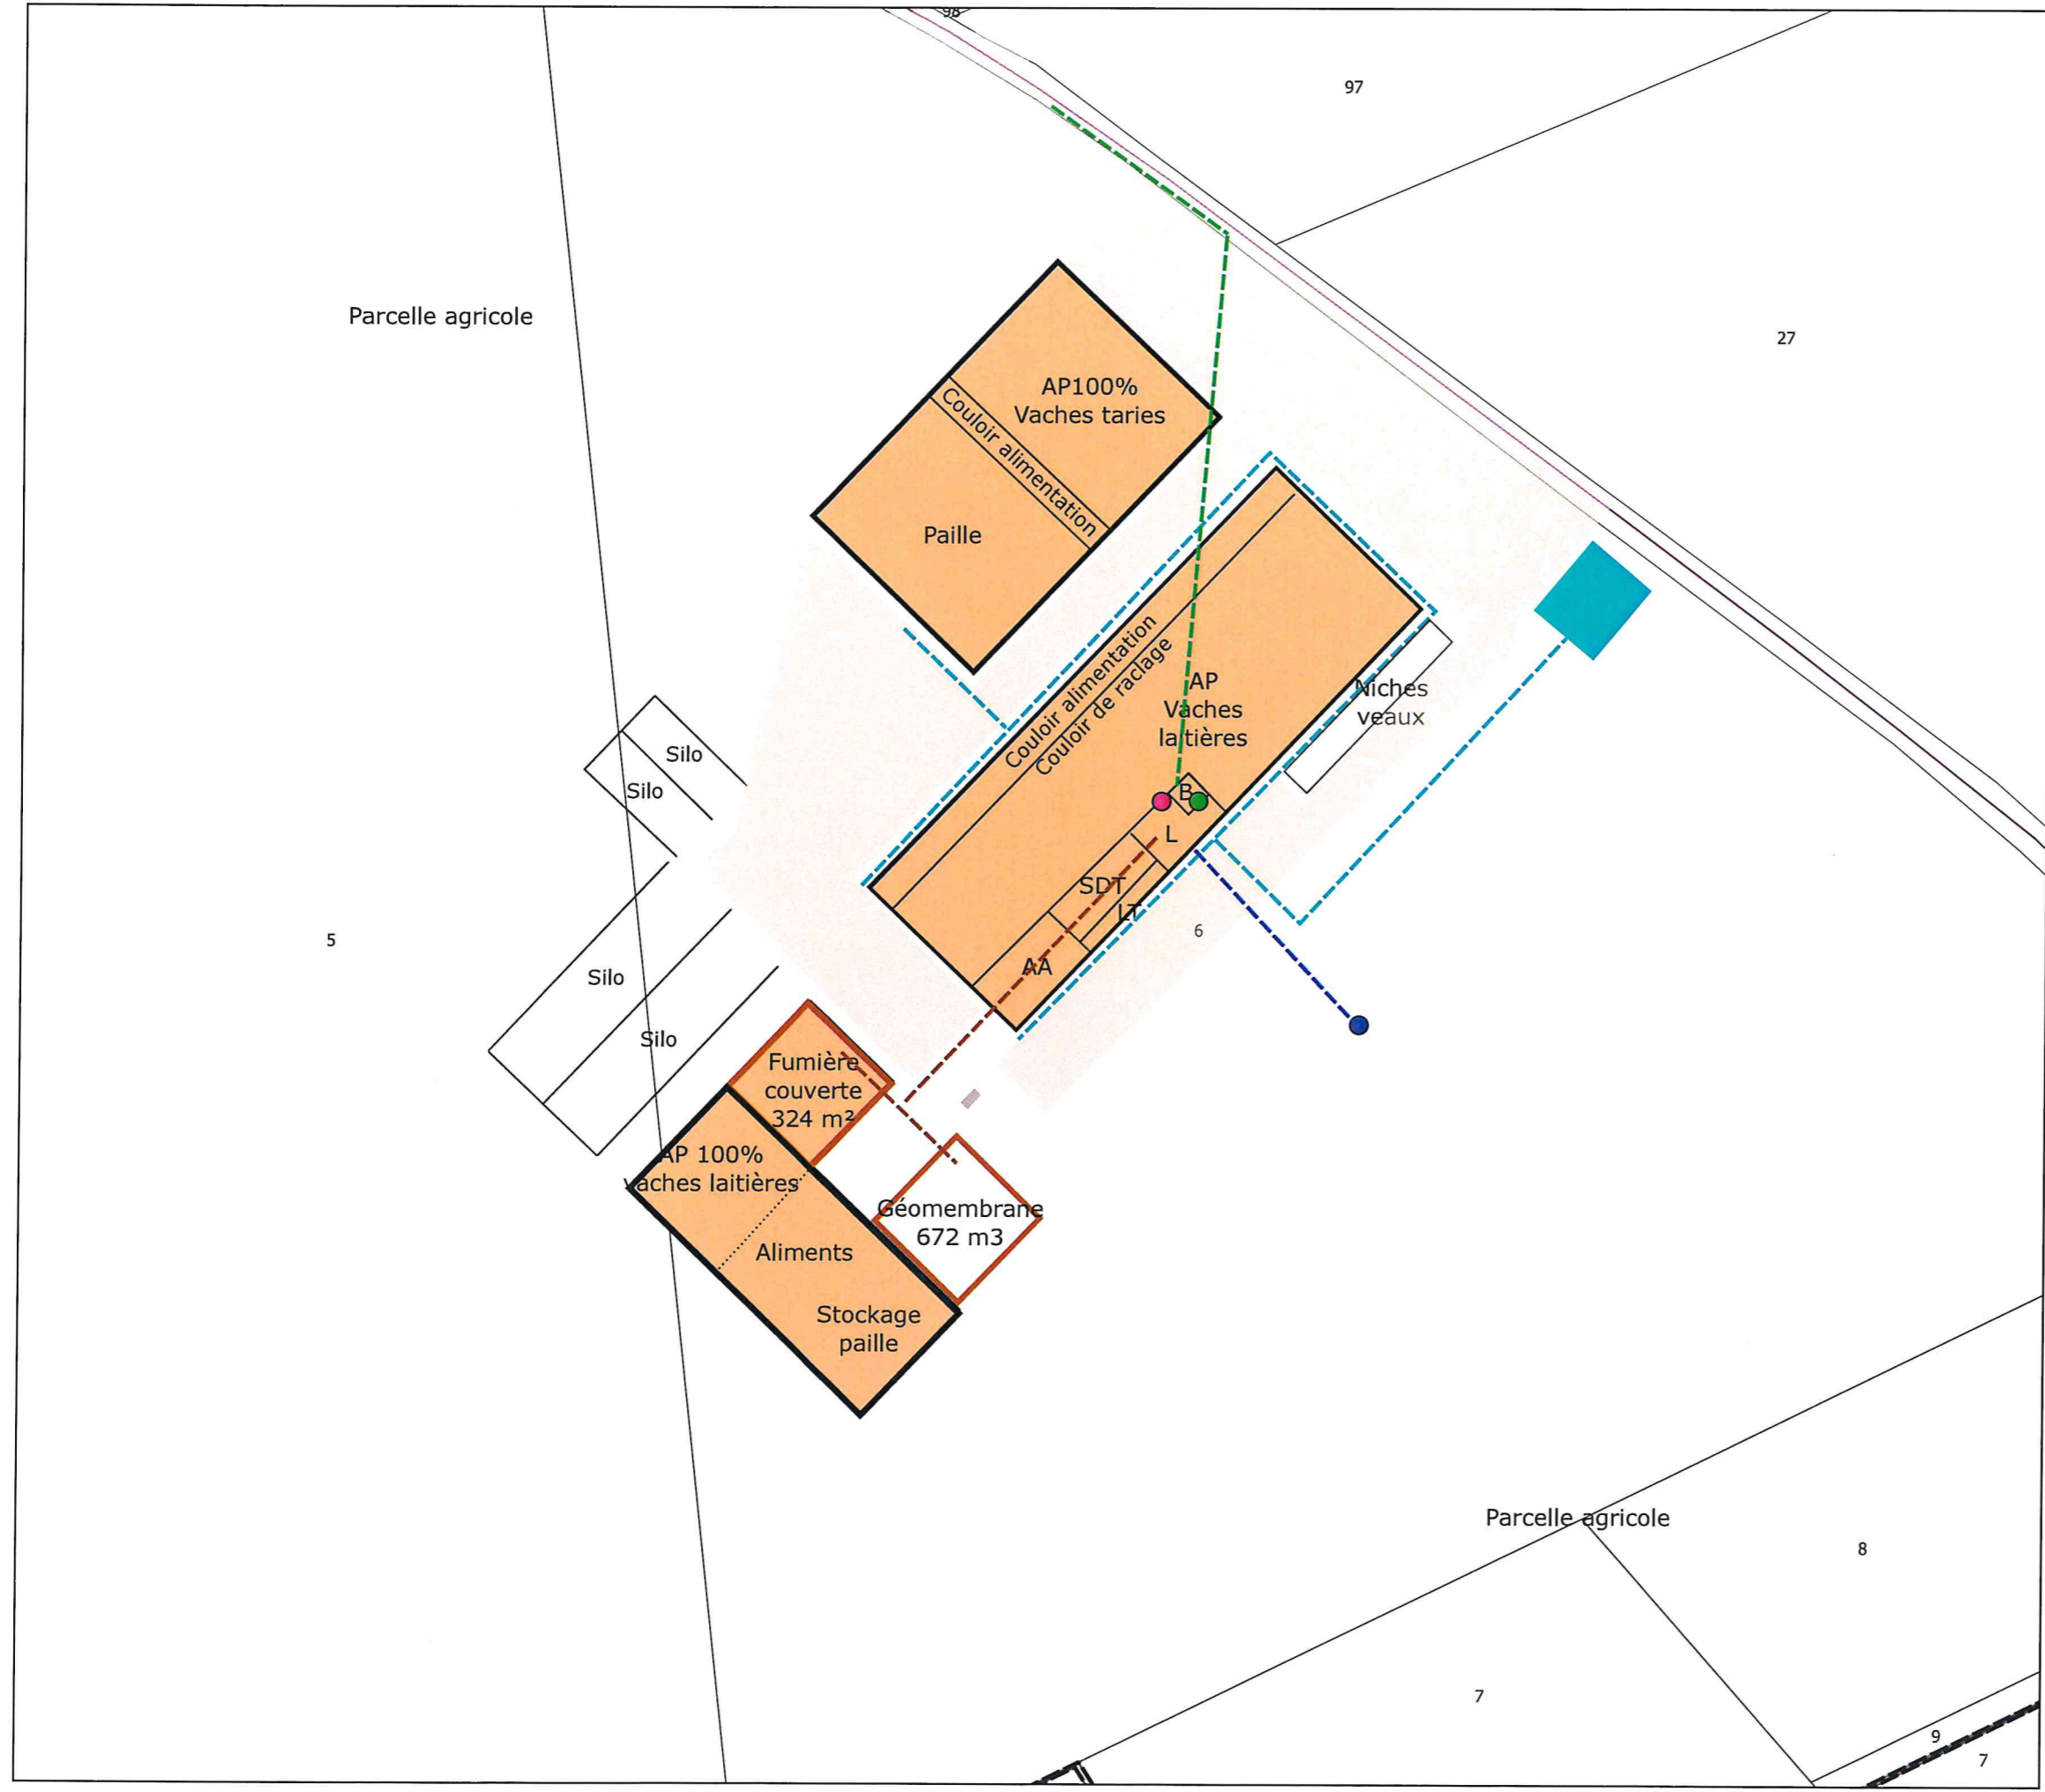 98
97
Parcelle agricole
27
AP100%
Vaches taries
Couloir alimentation
Paille
Couloir alimentation
Couloir de raclage
AP
Vaches
laitières
Niches
veaux
Silo
Silo
B
L
SDT
LT
AA
6
5
Silo
Silo
Fumière
couverte
324 m²
AP 100%
vaches laitières
Géomembrane
672 m3
Aliments
Stockage
paille
Parcelle agricole
8
7
9
7